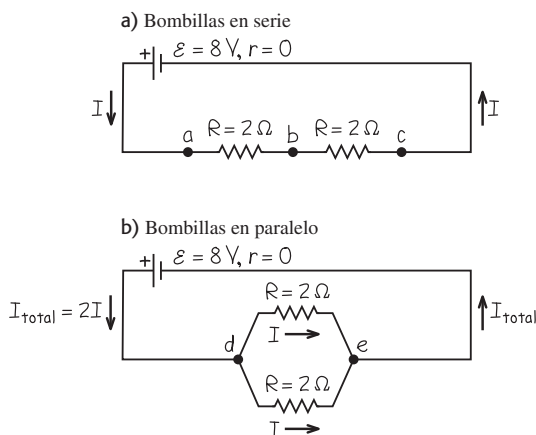 a) Bombillas en serie
+ ℰ = 8 V, r = 0
I R = 2 Ω R = 2 Ω I
a b c
b) Bombillas en paralelo
+ ℰ = 8 V, r = 0
R = 2 Ω
I_total = 2I I_total
I
d e
R = 2 Ω
I